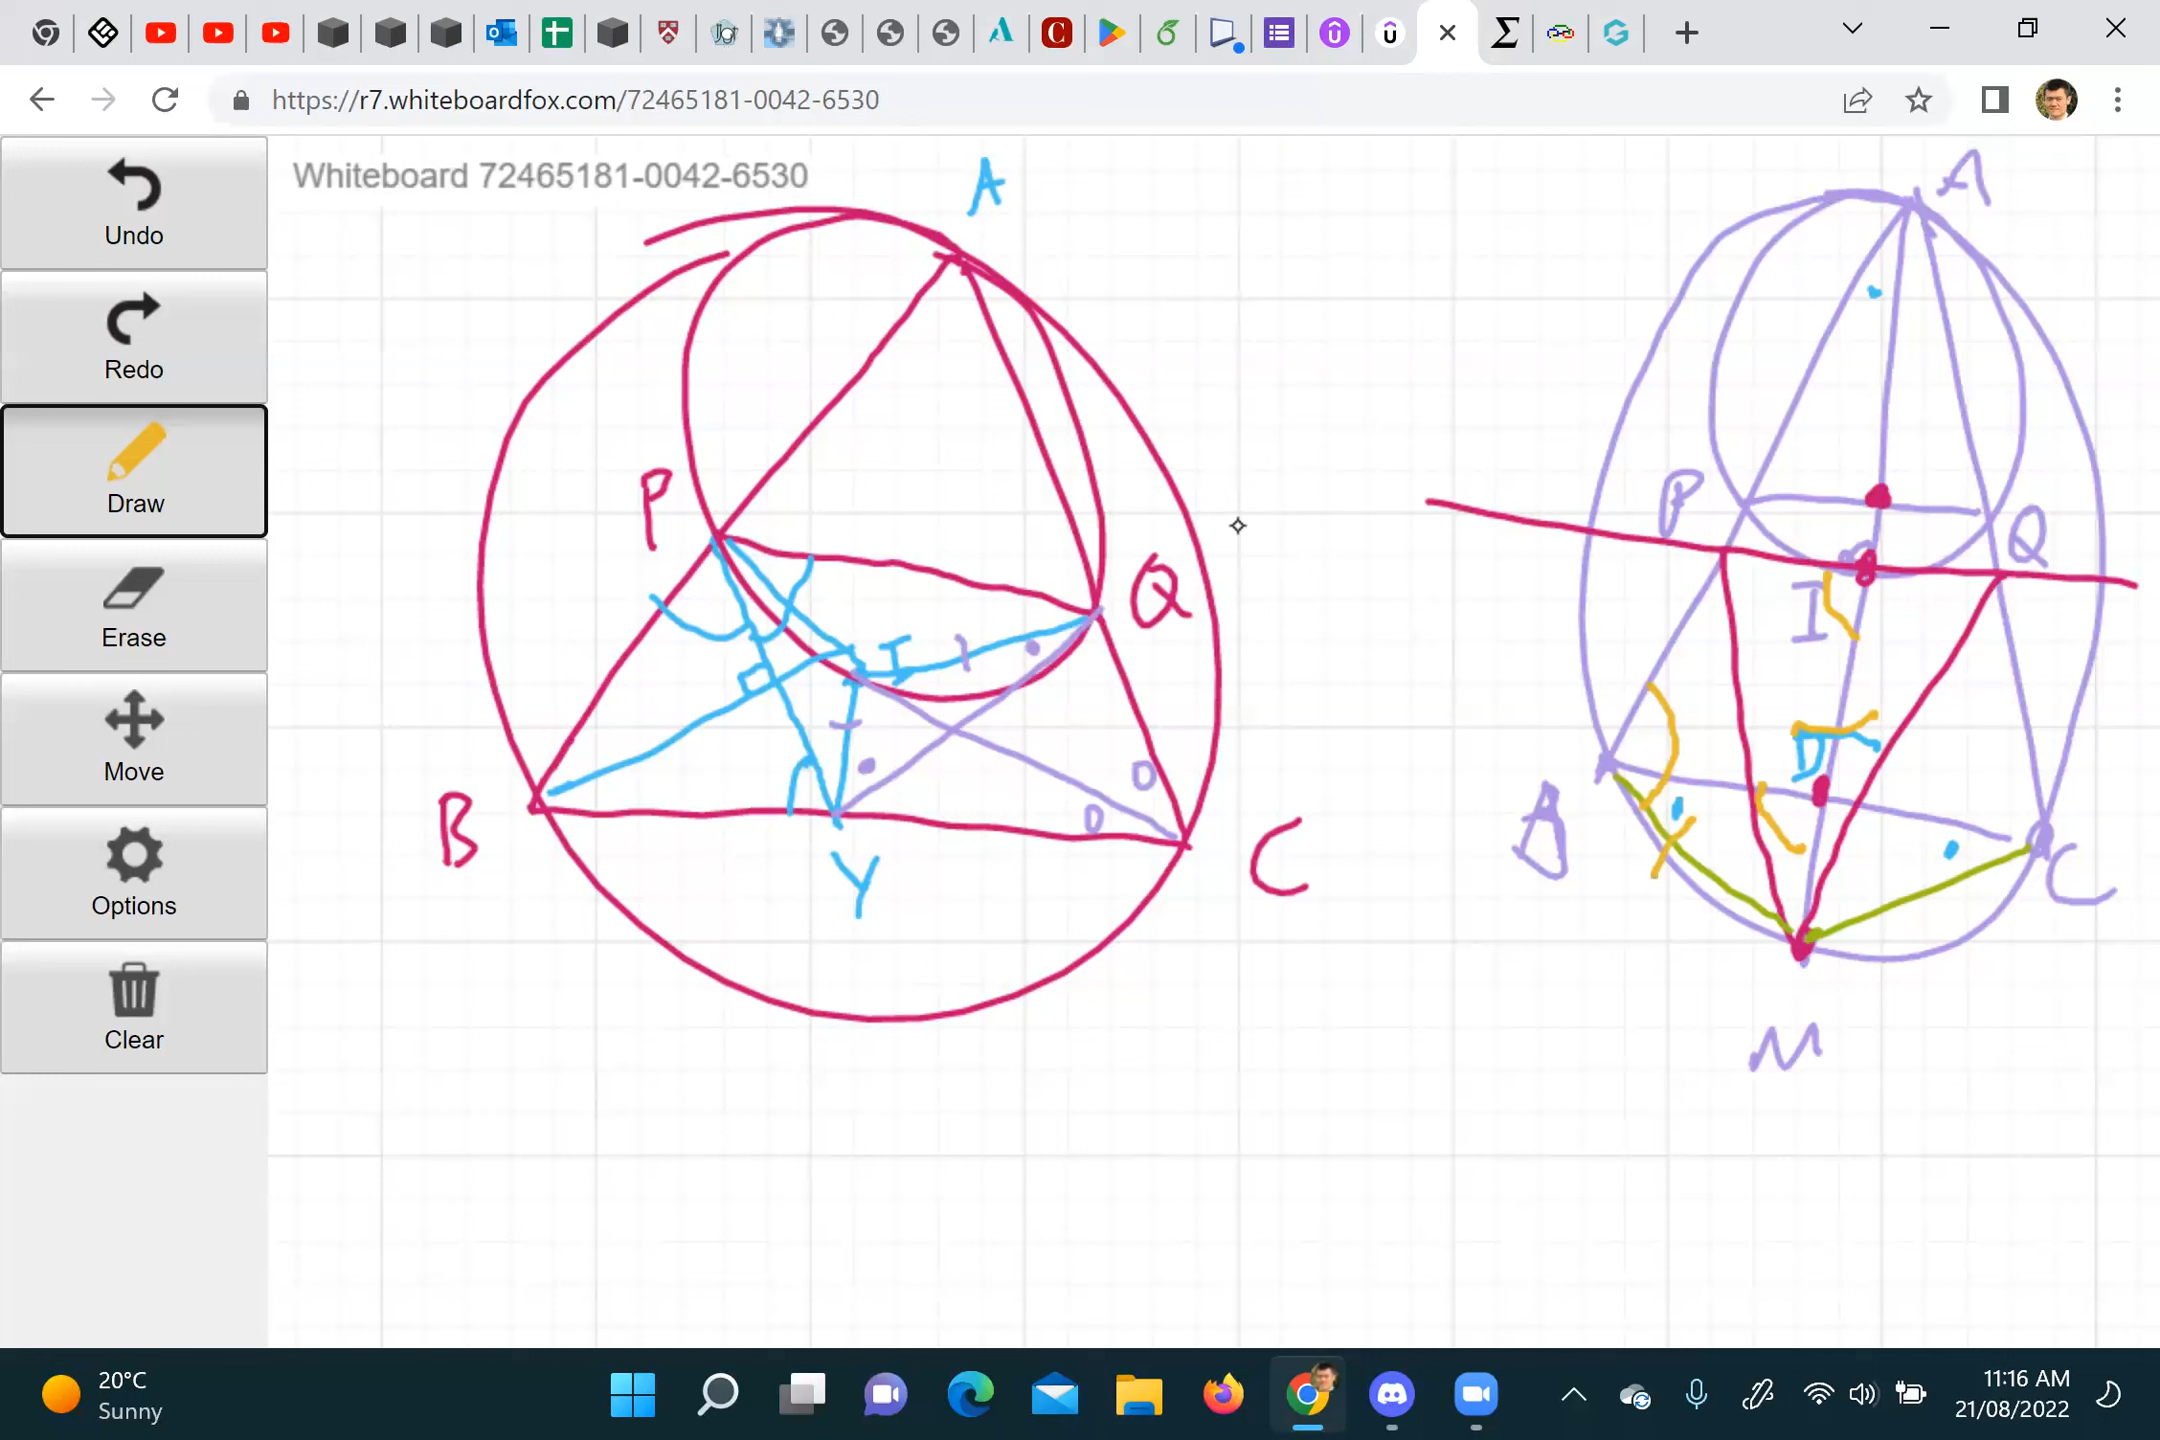 https://r7.whiteboardfox.com/72465181-0042-6530
Undo
Redo
Draw
Erase
Move
Options
Clear
Whiteboard 72465181-0042-6530
A
P
Q
I
B
C
Y
A
P
Q
I
D
C
M
20°C
Sunny
11:16 AM
21/08/2022